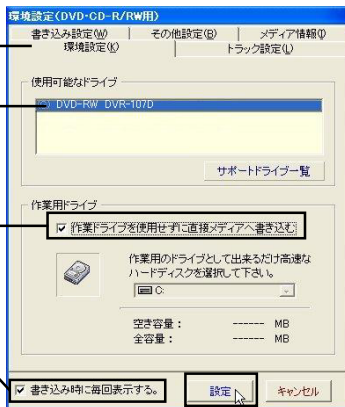 環境設定(DVD・CD-R/RW用)
書き込み設定(W) その他設定(B) メディア情報(I)
環境設定(K) トラック設定(L)
使用可能なドライブ
DVD-RW DVR-107D
サポートドライブ一覧
作業用ドライブ
作業ドライブを使用せずに直接メディアへ書き込む
作業用のドライブとして出来るだけ高速な
ハードディスクを選択して下さい。
C:
空き容量: ------ MB
全容量: ------ MB
書き込み時に毎回表示する。 設定 キャンセル